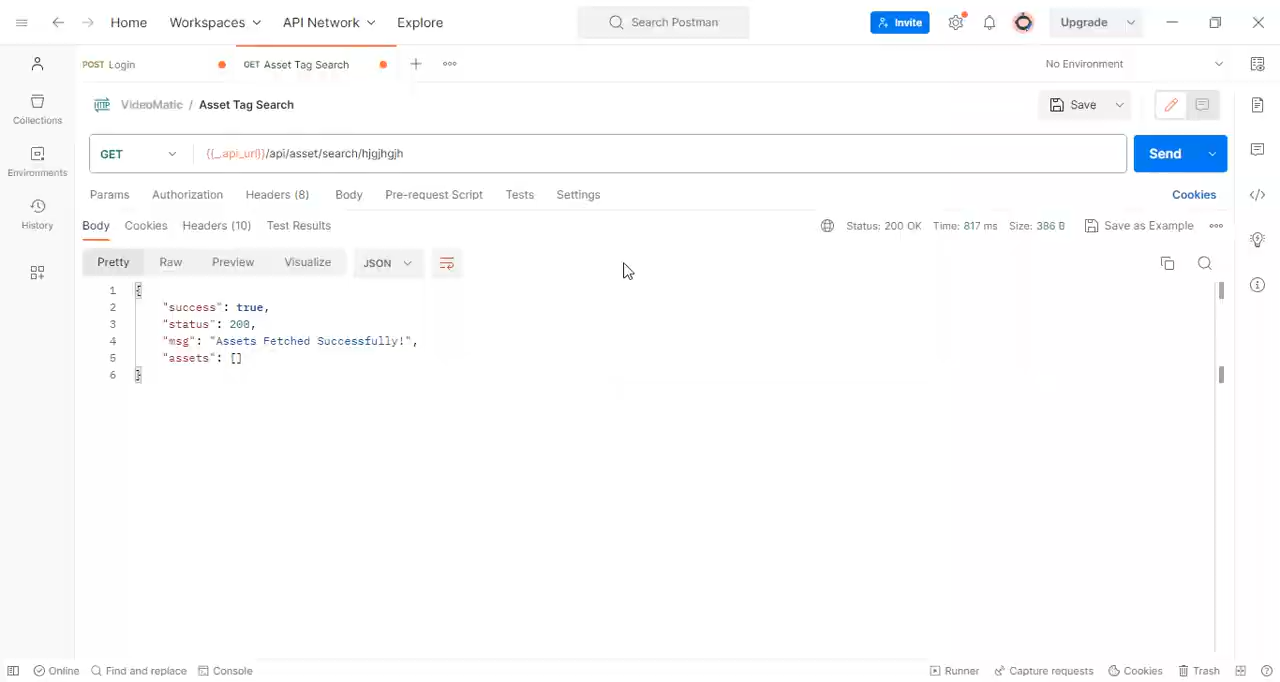 Home Workspaces API Network Explore Search Postman Invite Upgrade
POST Login GET Asset Tag Search No Environment
HTTP VideoMatic / Asset Tag Search Save
GET {{_.api_url}}/api/asset/search/hjgjhgjh Send
Params Authorization Headers (8) Body Pre-request Script Tests Settings Cookies
Body Cookies Headers (10) Test Results Status: 200 OK Time: 817 ms Size: 386 B Save as Example
Pretty Raw Preview Visualize JSON
1 {
2 "success": true,
3 "status": 200,
4 "msg": "Assets Fetched Successfully!",
5 "assets": []
6 }
Collections
Environments
History
Online Find and replace Console Runner Capture requests Cookies Trash